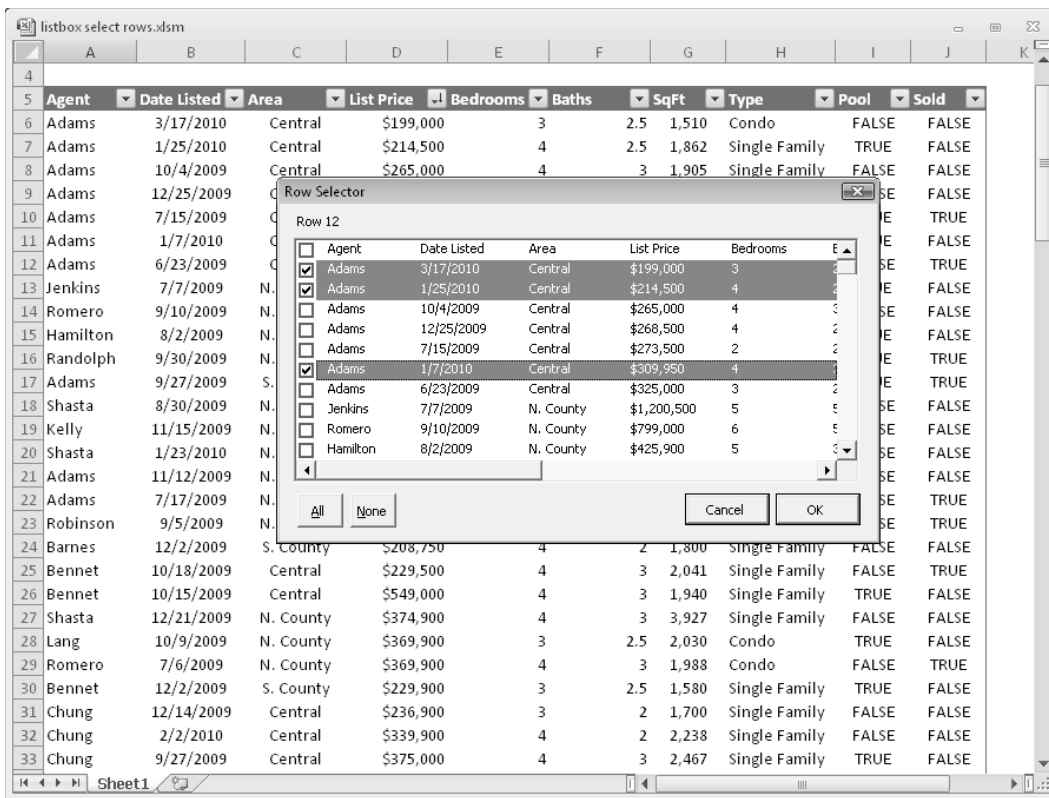 listbox select rows.xlsm
A B C D E F G H I J K
4
5 Agent Date Listed Area List Price Bedrooms Baths SqFt Type Pool Sold
6 Adams 3/17/2010 Central $199,000 3 2.5 1,510 Condo FALSE FALSE
7 Adams 1/25/2010 Central $214,500 4 2.5 1,862 Single Family TRUE FALSE
8 Adams 10/4/2009 Central $265,000 4 3 1,905 Single Family FALSE FALSE
9 Adams 12/25/2009 SE FALSE
10 Adams 7/15/2009 TRUE
11 Adams 1/7/2010 FALSE
12 Adams 6/23/2009 SE TRUE
13 Jenkins 7/7/2009 N. FALSE
14 Romero 9/10/2009 N. SE FALSE
15 Hamilton 8/2/2009 N. FALSE
16 Randolph 9/30/2009 N. SE TRUE
17 Adams 9/27/2009 S. TRUE
18 Shasta 8/30/2009 N. SE FALSE
19 Kelly 11/15/2009 N. SE FALSE
20 Shasta 1/23/2010 N. SE FALSE
21 Adams 11/12/2009 N. SE FALSE
22 Adams 7/17/2009 N. SE TRUE
23 Robinson 9/5/2009 N. SE TRUE
24 Barnes 12/2/2009 S. County $208,750 4 2 1,800 Single Family FALSE FALSE
25 Bennet 10/18/2009 Central $229,500 4 3 2,041 Single Family FALSE TRUE
26 Bennet 10/15/2009 Central $549,000 4 3 1,940 Single Family TRUE FALSE
27 Shasta 12/21/2009 N. County $374,900 4 3 3,927 Single Family FALSE FALSE
28 Lang 10/9/2009 N. County $369,900 3 2.5 2,030 Condo TRUE FALSE
29 Romero 7/6/2009 N. County $369,900 4 3 1,988 Condo FALSE TRUE
30 Bennet 12/2/2009 S. County $229,900 3 2.5 1,580 Single Family TRUE FALSE
31 Chung 12/14/2009 Central $236,900 3 2 1,700 Single Family FALSE FALSE
32 Chung 2/2/2010 Central $339,900 4 2 2,238 Single Family FALSE FALSE
33 Chung 9/27/2009 Central $375,000 4 3 2,467 Single Family TRUE FALSE
Sheet1
Row Selector
Row 12
Agent Date Listed Area List Price Bedrooms
Adams 3/17/2010 Central $199,000 3
Adams 1/25/2010 Central $214,500 4
Adams 10/4/2009 Central $265,000 4
Adams 12/25/2009 Central $268,500 4
Adams 7/15/2009 Central $273,500 2
Adams 1/7/2010 Central $309,950 4
Adams 6/23/2009 Central $325,000 3
Jenkins 7/7/2009 N. County $1,200,500 5
Romero 9/10/2009 N. County $799,000 6
Hamilton 8/2/2009 N. County $425,900 5
All None Cancel OK